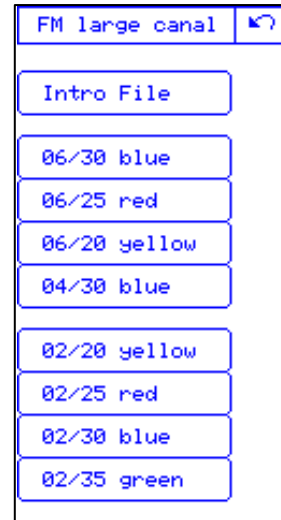 FM large canal
Intro File
06/30 blue
06/25 red
06/20 yellow
04/30 blue
02/20 yellow
02/25 red
02/30 blue
02/35 green